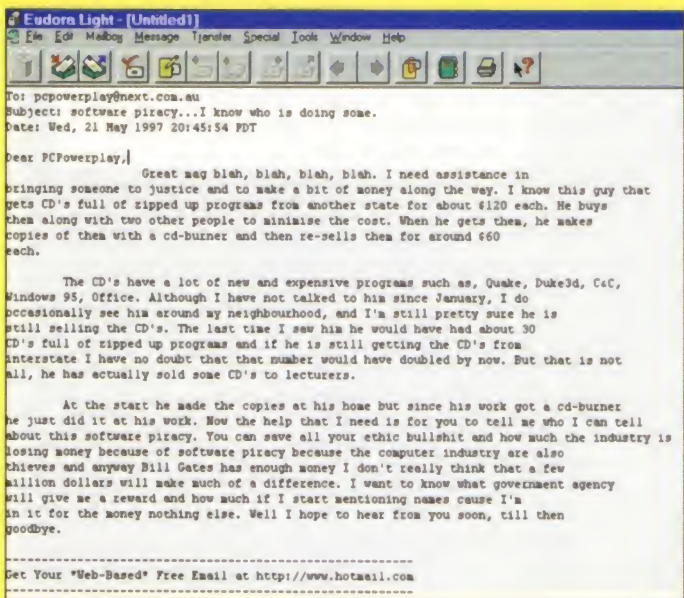 Eudora Light - [Untitled1]
File Edit Mailbox Message Transfer Special Tools Window Help
To: pcpowerplay@next.com.au
Subject: software piracy...I know who is doing some.
Date: Wed, 21 May 1997 20:45:54 PDT
Dear PCPowerplay,
Great mag blah, blah, blah, blah. I need assistance in
bringing someone to justice and to make a bit of money along the way. I know this guy that
gets CD's full of zipped up programs from another state for about $120 each. He buys
them along with two other people to minimise the cost. When he gets them, he makes
copies of them with a cd-burner and then re-sells them for around $60
each.
The CD's have a lot of new and expensive programs such as, Quake, Duke3d, C&C,
Windows 95, Office. Although I have not talked to him since January, I do
occasionally see him around my neighbourhood, and I'm still pretty sure he is
still selling the CD's. The last time I saw him he would have had about 30
CD's full of zipped up programs and if he is still getting the CD's from
interstate I have no doubt that that number would have doubled by now. But that is not
all, he has actually sold some CD's to lecturers.
At the start he made the copies at his home but since his work got a cd-burner
he just did it at his work. Now the help that I need is for you to tell me who I can tell
about this software piracy. You can save all your ethic bullshit and how much the industry is
losing money because of software piracy because the computer industry are also
thieves and anyway Bill Gates has enough money I don't really think that a few
million dollars will make much of a difference. I want to know what government agency
will give me a reward and how much if I start mentioning names cause I'm
in it for the money nothing else. Well I hope to hear from you soon, till then
goodbye.
Get Your *Web-Based* Free Email at http://www.hotmail.com